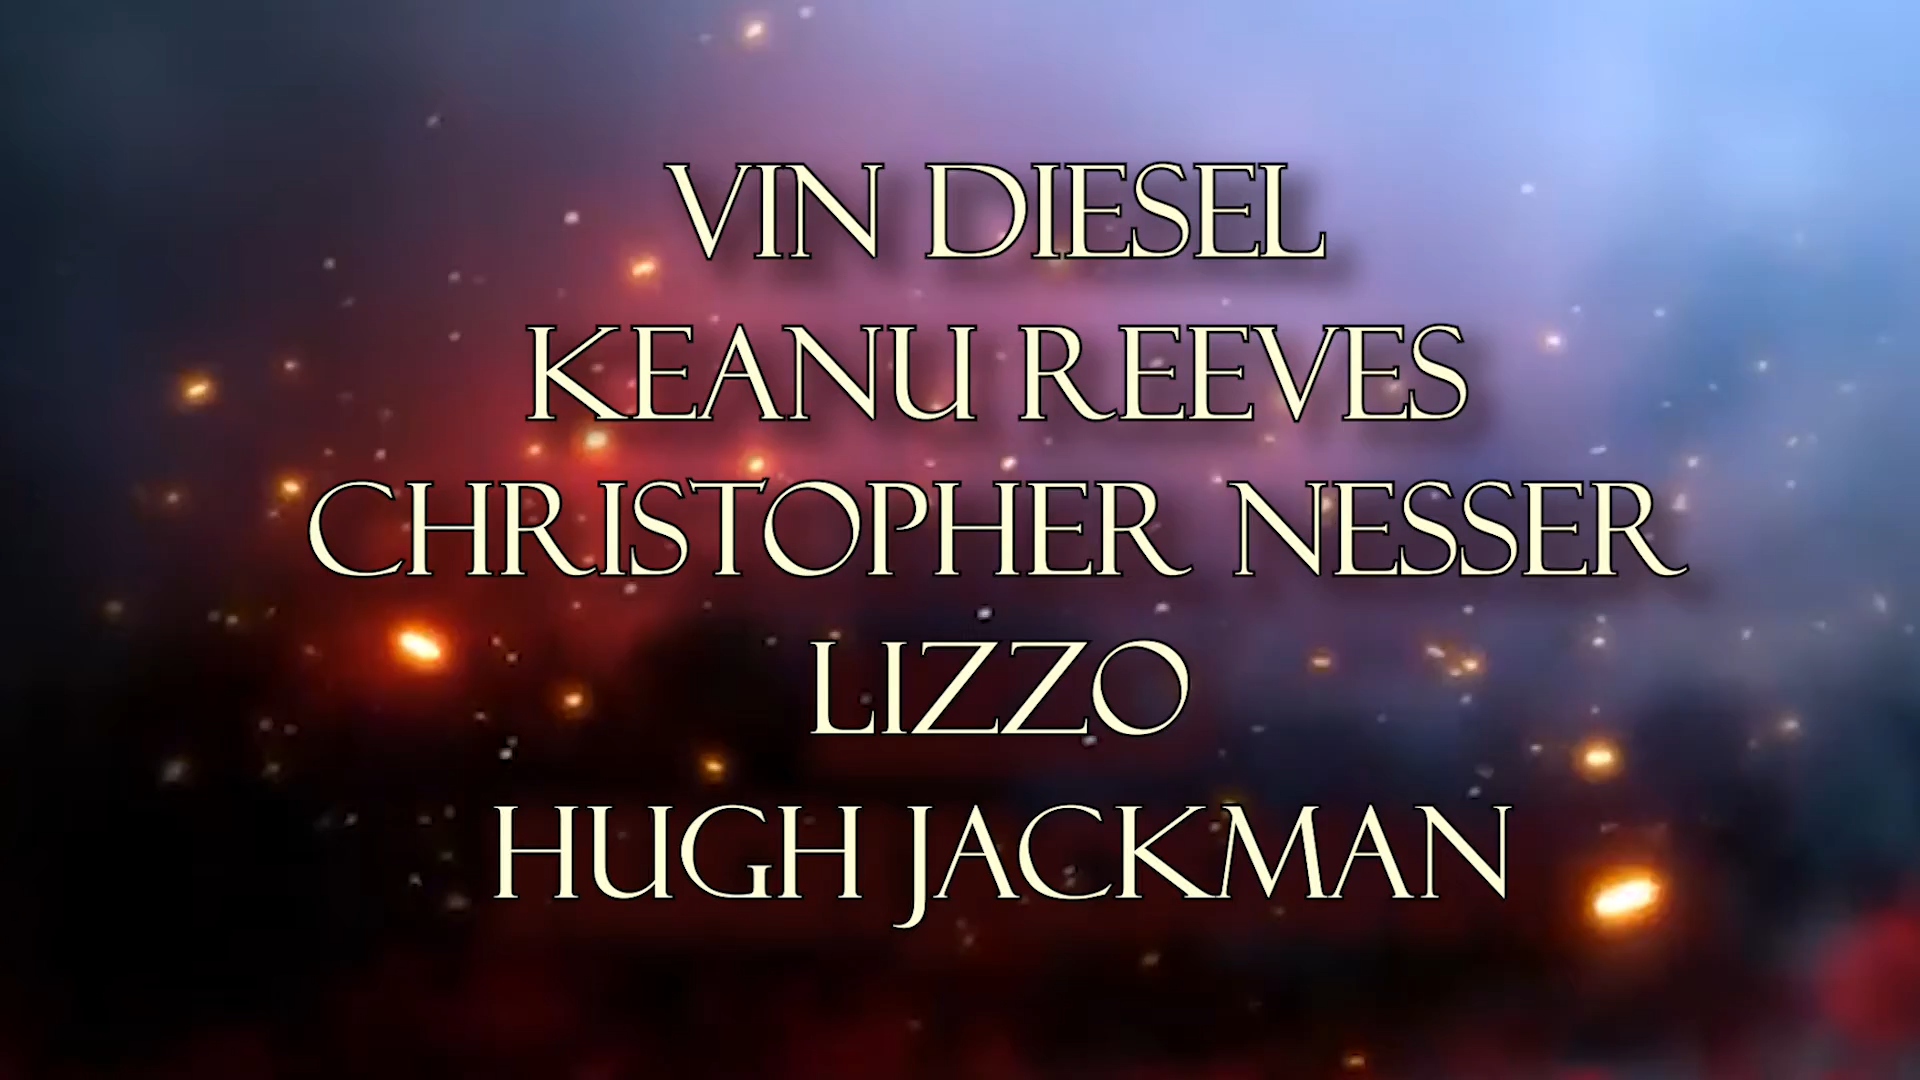 VIN DIESEL
KEANU REEVES
CHRISTOPHER NESSER
LIZZO
HUGH JACKMAN